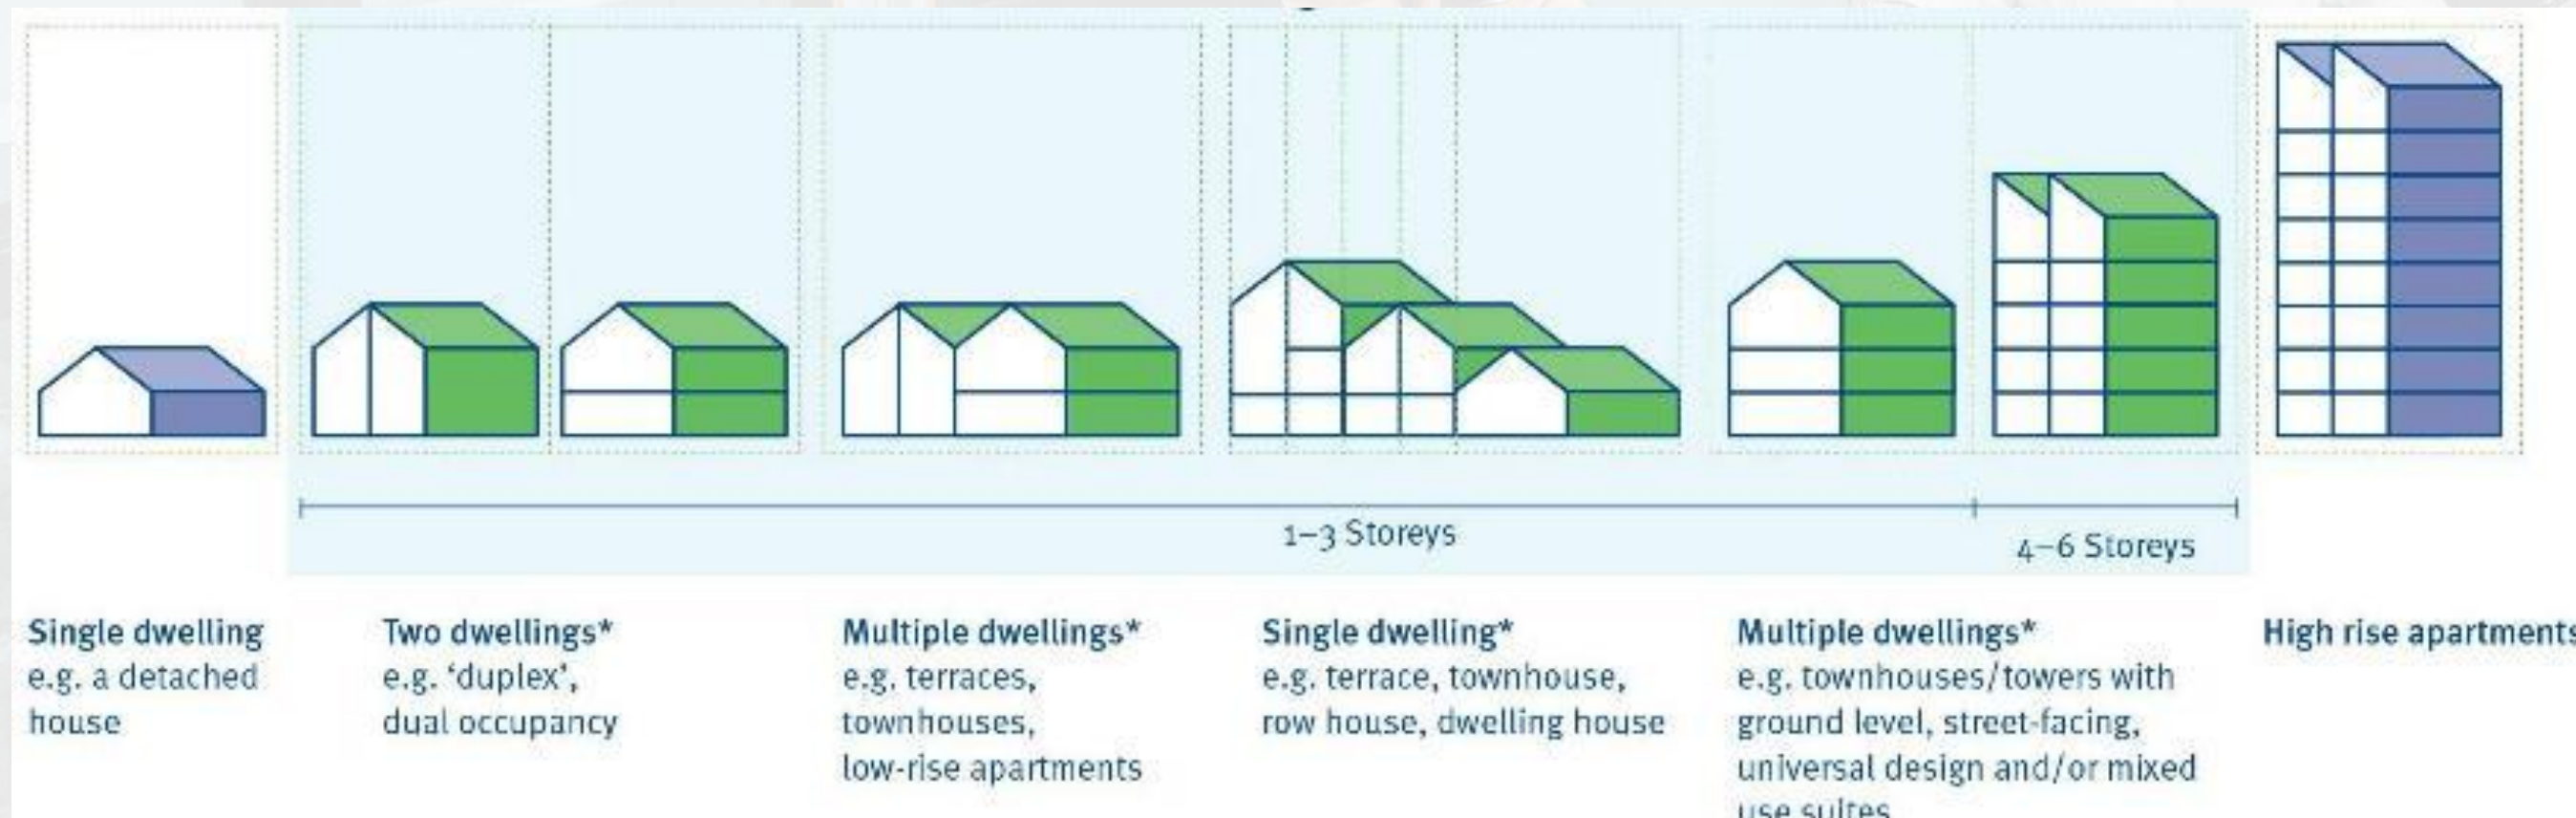 1–3 Storeys
4–6 Storeys
Single dwelling
e.g. a detached
house
Two dwellings*
e.g. ‘duplex’,
dual occupancy
Multiple dwellings*
e.g. terraces,
townhouses,
low-rise apartments
Single dwelling*
e.g. terrace, townhouse,
row house, dwelling house
Multiple dwellings*
e.g. townhouses/towers with
ground level, street-facing,
universal design and/or mixed
use suites
High rise apartments